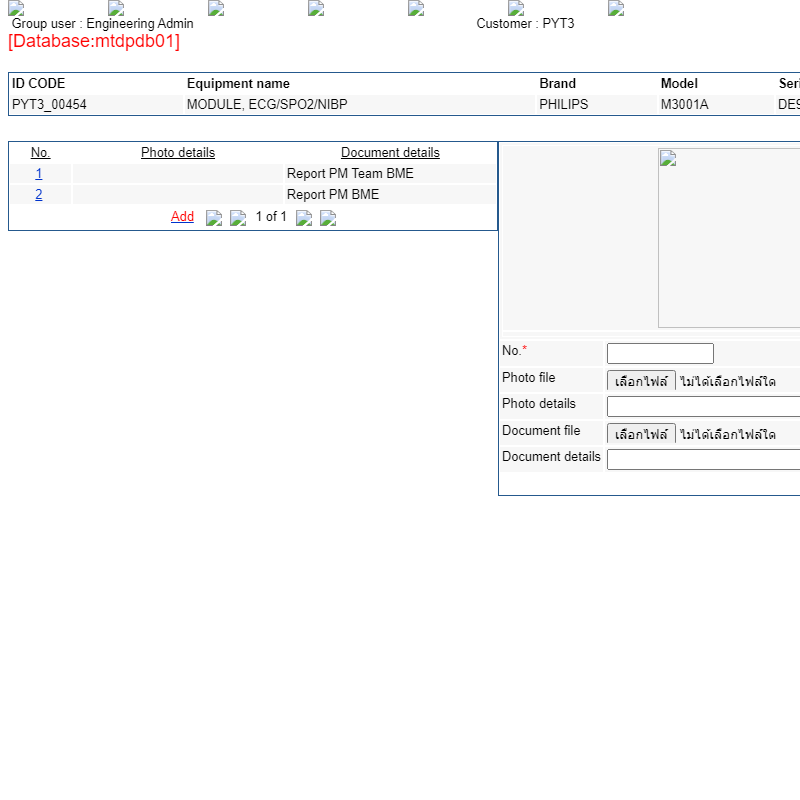 Group user : Engineering Admin Customer : PYT3
[Database:mtdpdb01]
ID CODE Equipment name Brand Model Seri
PYT3_00454 MODULE, ECG/SPO2/NIBP PHILIPS M3001A DE9
No. Photo details Document details
1 Report PM Team BME
2 Report PM BME
Add 1 of 1
No.*
Photo file เลือกไฟล์ ไม่ได้เลือกไฟล์ใด
Photo details
Document file เลือกไฟล์ ไม่ได้เลือกไฟล์ใด
Document details